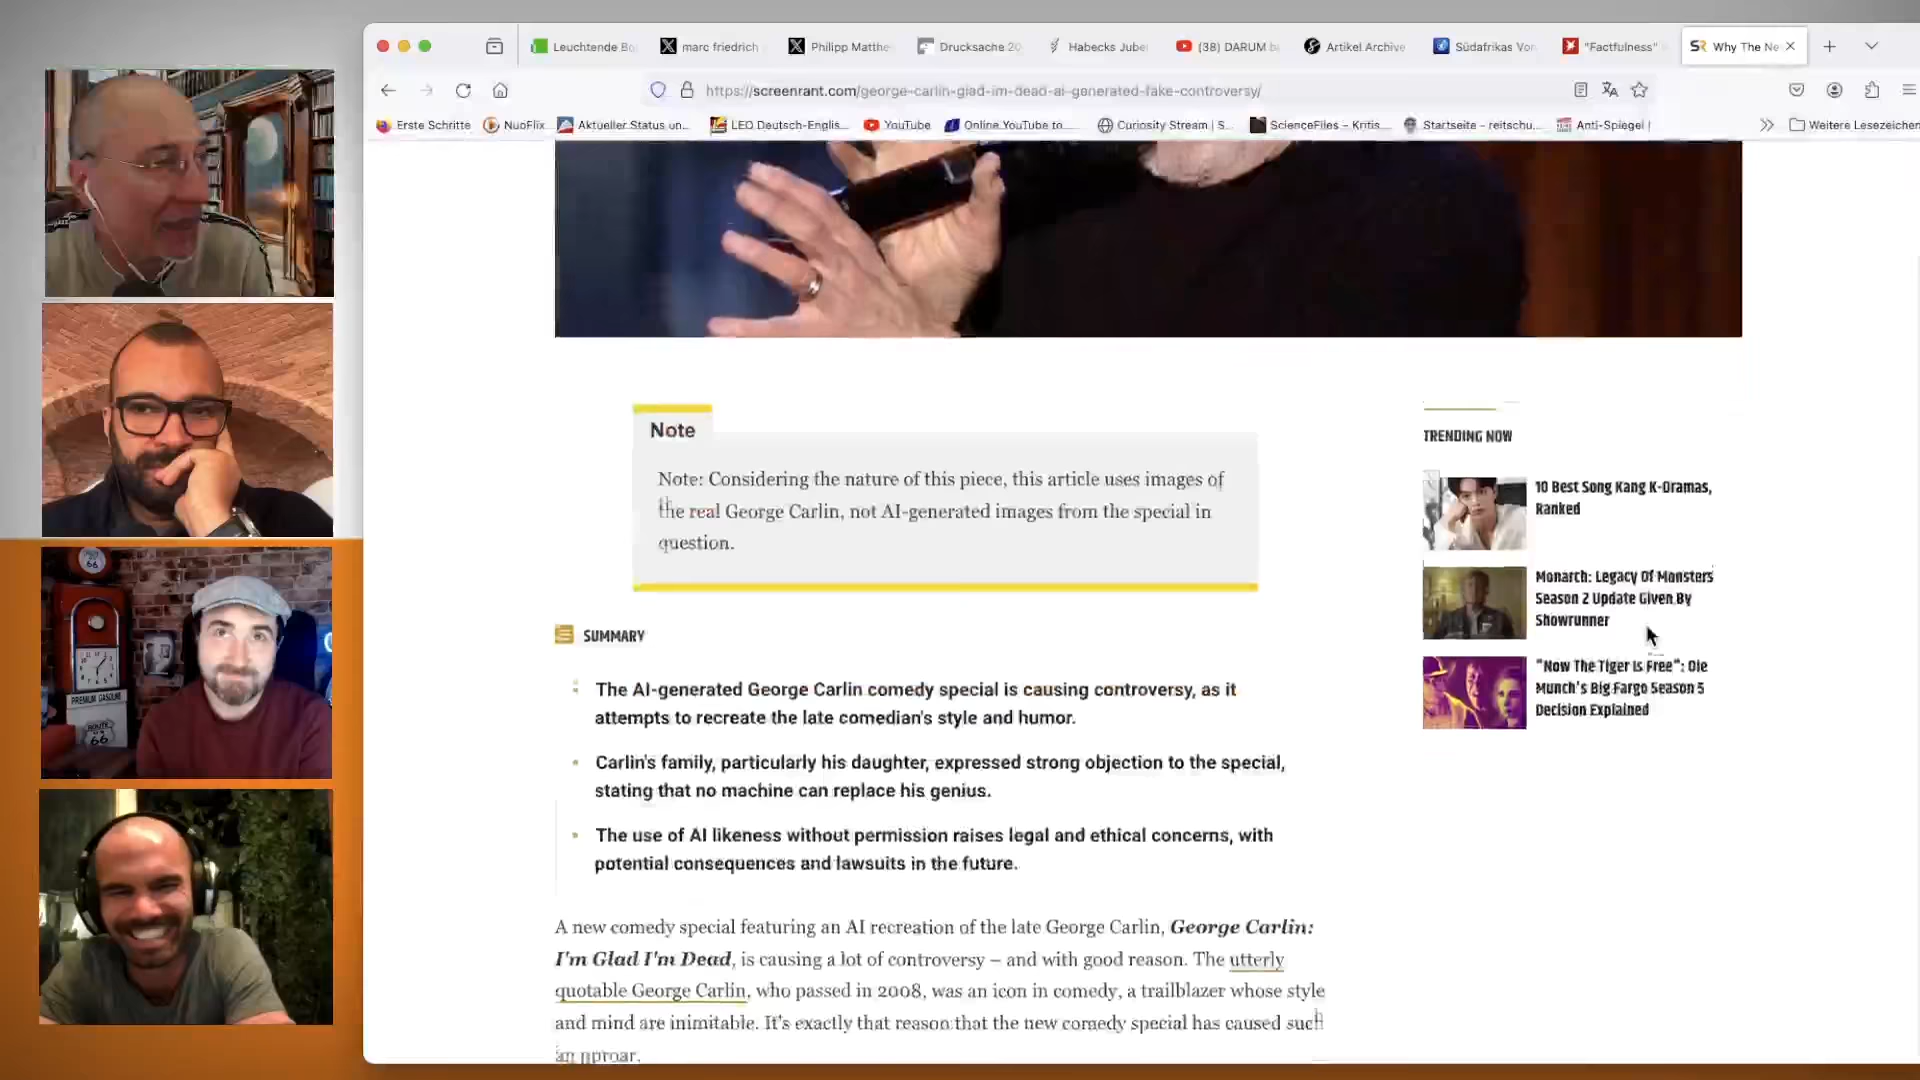 Leuchtende Bo
marc friedrich
Philipp Matthe
Drucksache 20
Habecks Jube
(38) DARUM b
Artikel Archive
Südafrikas Vor
"Factfulness"
Why The Ne
https://screenrant.com/george-carlin-glad-im-dead-ai-generated-fake-controversy/
Erste Schritte
NuoFlix
Aktueller Status un...
LEO Deutsch-Englis...
YouTube
Online YouTube to...
Curiosity Stream | S...
ScienceFiles – Kritis...
Startseite – reitschu...
Anti-Spiegel |
Weitere Lesezeichen
Note
Note: Considering the nature of this piece, this article uses images of
the real George Carlin, not AI-generated images from the special in
question.
SUMMARY
The AI-generated George Carlin comedy special is causing controversy, as it
attempts to recreate the late comedian's style and humor.
Carlin's family, particularly his daughter, expressed strong objection to the special,
stating that no machine can replace his genius.
The use of AI likeness without permission raises legal and ethical concerns, with
potential consequences and lawsuits in the future.
A new comedy special featuring an AI recreation of the late George Carlin, George Carlin:
I'm Glad I'm Dead, is causing a lot of controversy – and with good reason. The utterly
quotable George Carlin, who passed in 2008, was an icon in comedy, a trailblazer whose style
and mind are inimitable. It's exactly that reason that the new comedy special has caused such
an uproar.
TRENDING NOW
10 Best Song Kang K-Dramas,
Ranked
Monarch: Legacy Of Monsters
Season 2 Update Given By
Showrunner
"Now The Tiger Is Free": Ole
Munch's Big Fargo Season 5
Decision Explained
PREMIUM GASOLINE
ROUTE
66